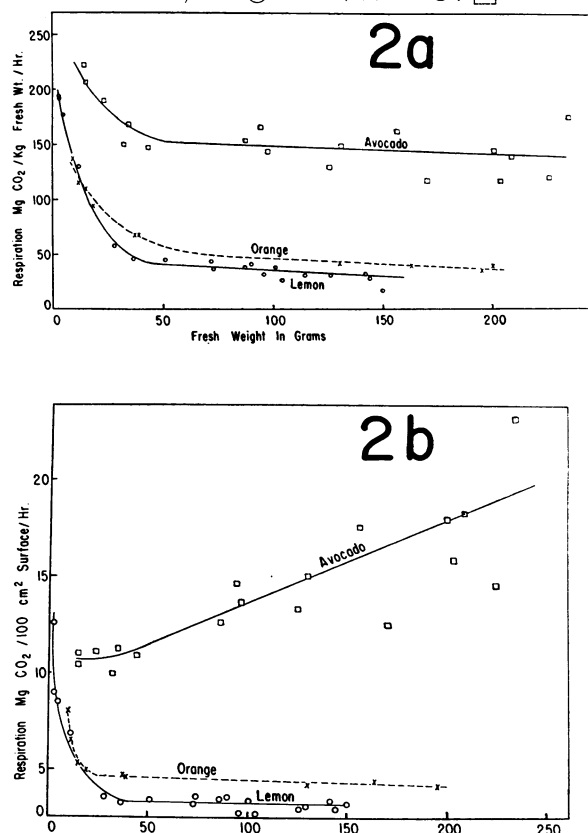 2a
250
200
150
100
50
0
Respiration Mg CO2/Kg Fresh Wt./Hr.
Avocado
Orange
Lemon
0 50 100 150 200
Fresh Weight In Grams
2b
20
15
10
5
0
Respiration Mg CO2/100 cm² Surface/Hr.
Avocado
Orange
Lemon
0 50 100 150 200 250